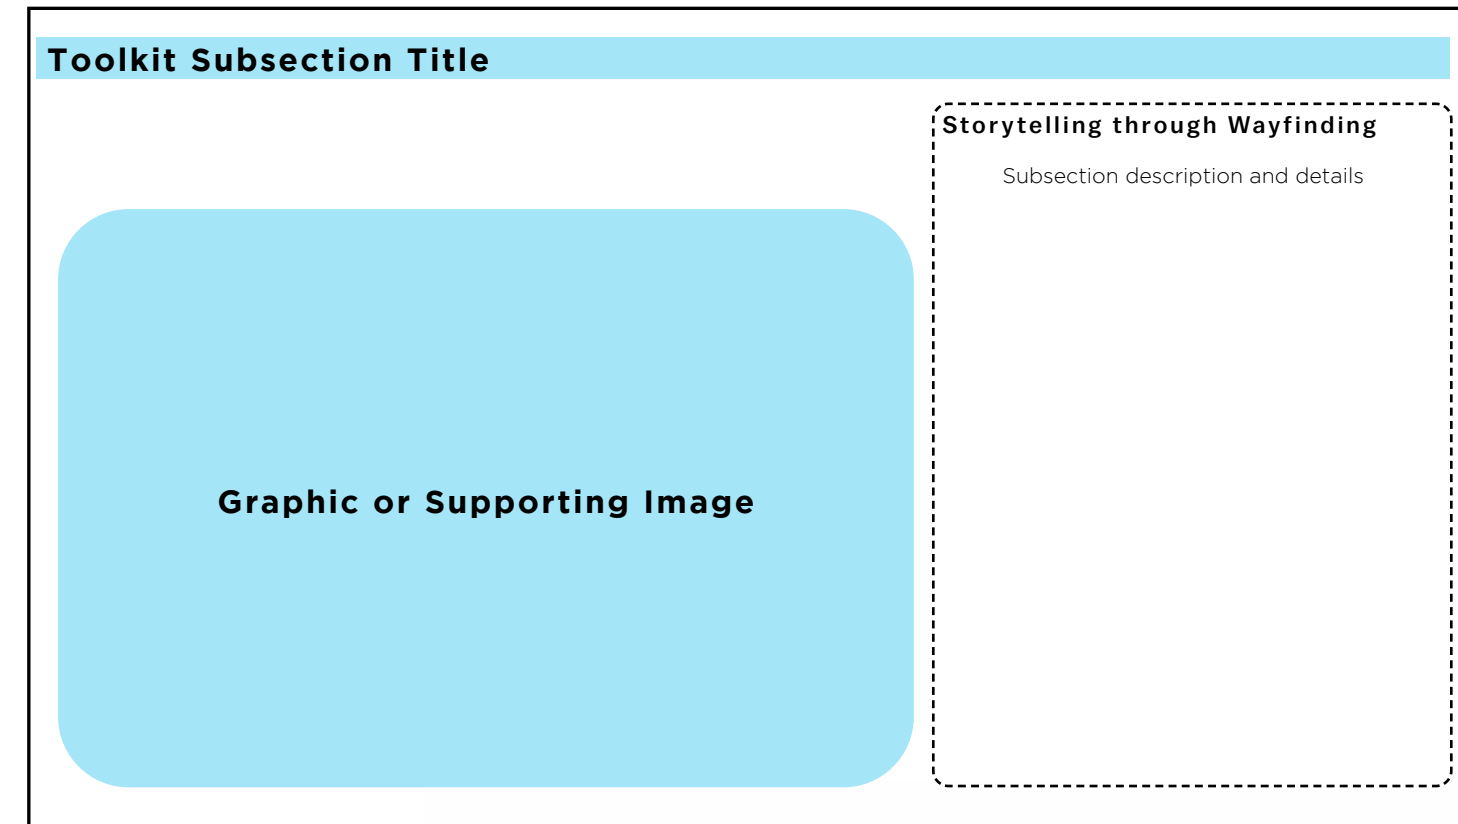 Toolkit Subsection Title
Storytelling through Wayfinding
Subsection description and details
Graphic or Supporting Image